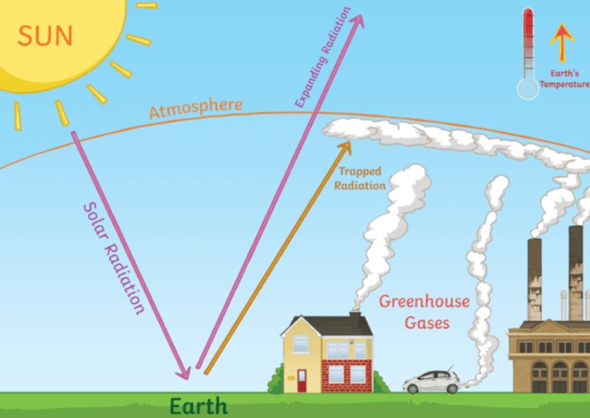 SUN
Expanding Radiation
Earth's
Temperature
Atmosphere
Trapped
Radiation
Solar Radiation
Greenhouse
Gases
Earth